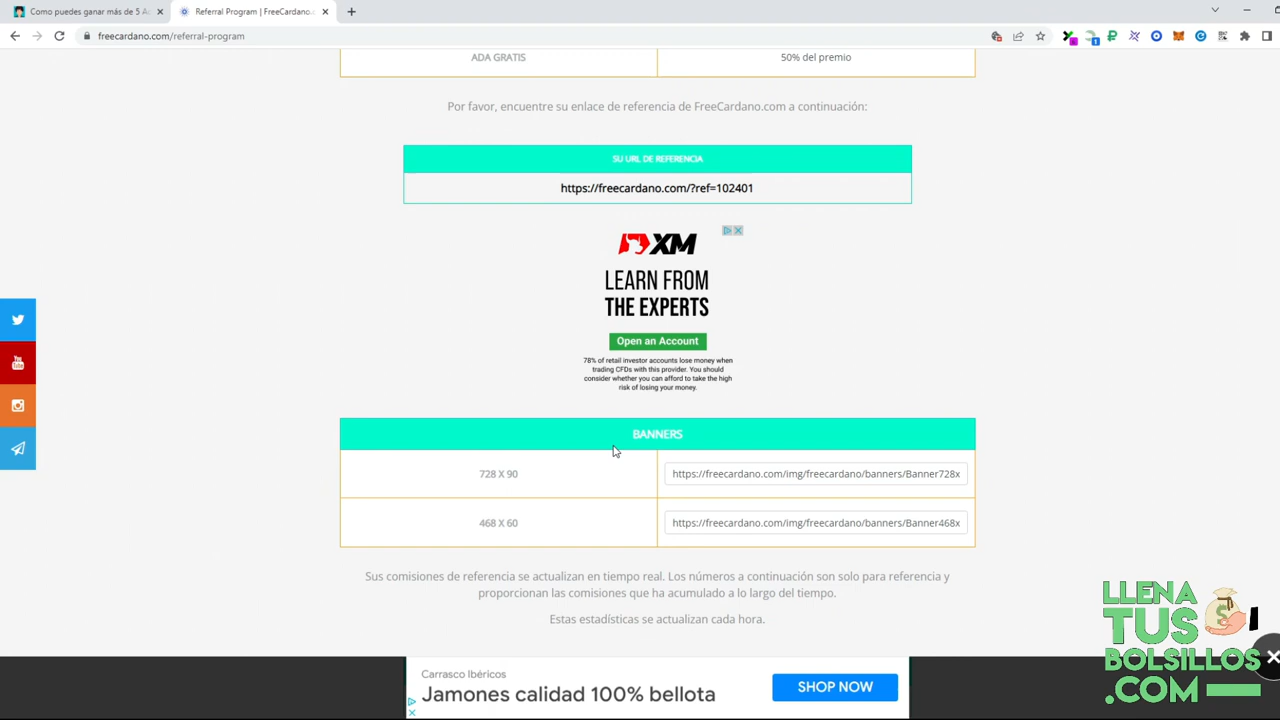 Como puedes ganar más de 5 A
Referral Program | FreeCardano.
freecardano.com/referral-program
ADA GRATIS
50% del premio
Por favor, encuentre su enlace de referencia de FreeCardano.com a continuación:
SU URL DE REFERENCIA
https://freecardano.com/?ref=102401
XM
LEARN FROM
THE EXPERTS
Open an Account
78% of retail investor accounts lose money when
trading CFDs with this provider. You should
consider whether you can afford to take the high
risk of losing your money.
You Tube
BANNERS
728 X 90
https://freecardano.com/img/freecardano/banners/Banner728x
468 X 60
https://freecardano.com/img/freecardano/banners/Banner468x
Sus comisiones de referencia se actualizan en tiempo real. Los números a continuación son solo para referencia y
proporcionan las comisiones que ha acumulado a lo largo del tiempo.
Estas estadísticas se actualizan cada hora.
Carrasco Ibéricos
Jamones calidad 100% bellota
SHOP NOW
LLENA
TUS
BOLSILLOS
.COM